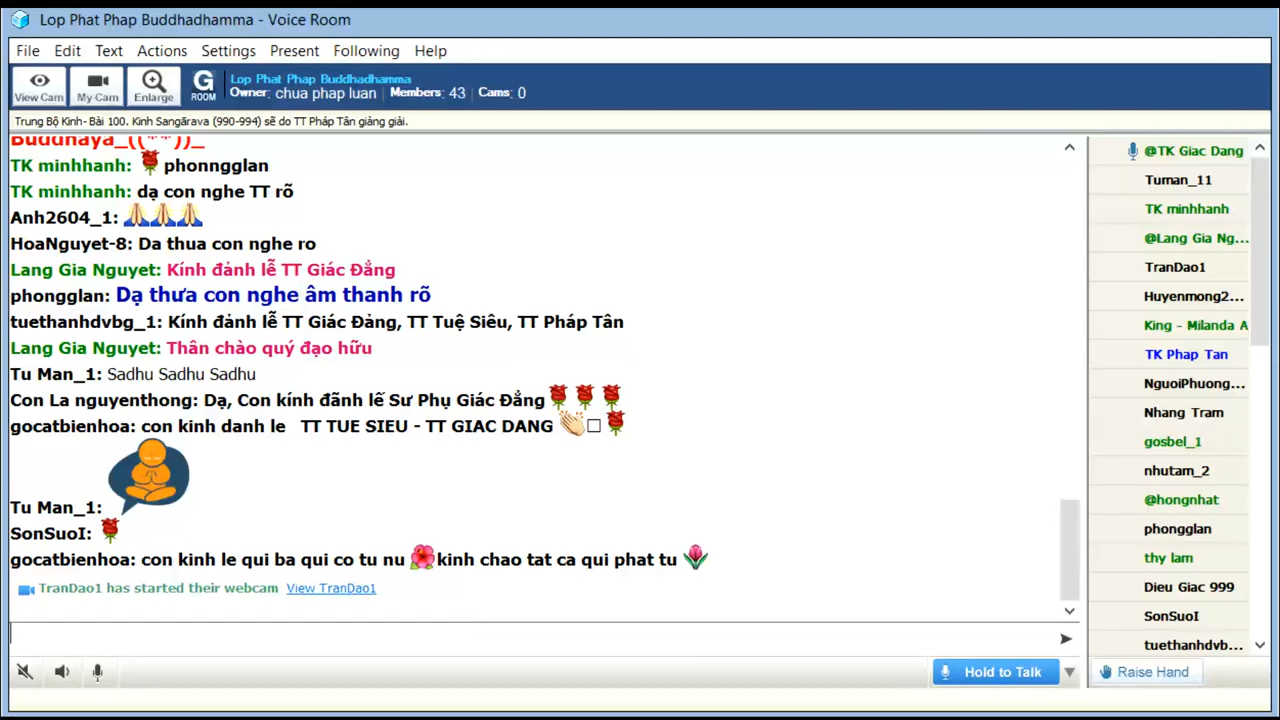 Lop Phat Phap Buddhadhamma - Voice Room
File Edit Text Actions Settings Present Following Help
View Cam My Cam Enlarge G ROOM
Lop Phat Phap Buddhadhamma
Owner: chua phap luan Members: 43 Cams: 0
Trung Bộ Kinh- Bài 100. Kinh Sangārava (990-994) sẽ do TT Pháp Tân giảng giải.
Buddhaya_((**))_
TK minhhanh: 🌹phonngglan
TK minhhanh: dạ con nghe TT rõ
Anh2604_1: 🙏🙏🙏
HoaNguyet-8: Da thua con nghe ro
Lang Gia Nguyet: Kính đảnh lễ TT Giác Đẳng
phongglan: Dạ thưa con nghe âm thanh rõ
tuethanhdvbg_1: Kính đảnh lễ TT Giác Đảng, TT Tuệ Siêu, TT Pháp Tân
Lang Gia Nguyet: Thân chào quý đạo hữu
Tu Man_1: Sadhu Sadhu Sadhu
Con La nguyenthong: Dạ, Con kính đãnh lế Sư Phụ Giác Đẳng🌹🌹🌹
gocatbienhoa: con kinh danh le TT TUE SIEU - TT GIAC DANG 👏□🌹
Tu Man_1:
SonSuoI: 🌹
gocatbienhoa: con kinh le qui ba qui co tu nu 🌺kinh chao tat ca qui phat tu 🌷
TranDao1 has started their webcam View TranDao1
Hold to Talk
@TK Giac Dang
Tuman_11
TK minhhanh
@Lang Gia Ng...
TranDao1
Huyenmong2...
King - Milanda A
TK Phap Tan
NguoiPhuong...
Nhang Tram
gosbel_1
nhutam_2
@hongnhat
phongglan
thy lam
Dieu Giac 999
SonSuoI
tuethanhdvb...
Raise Hand